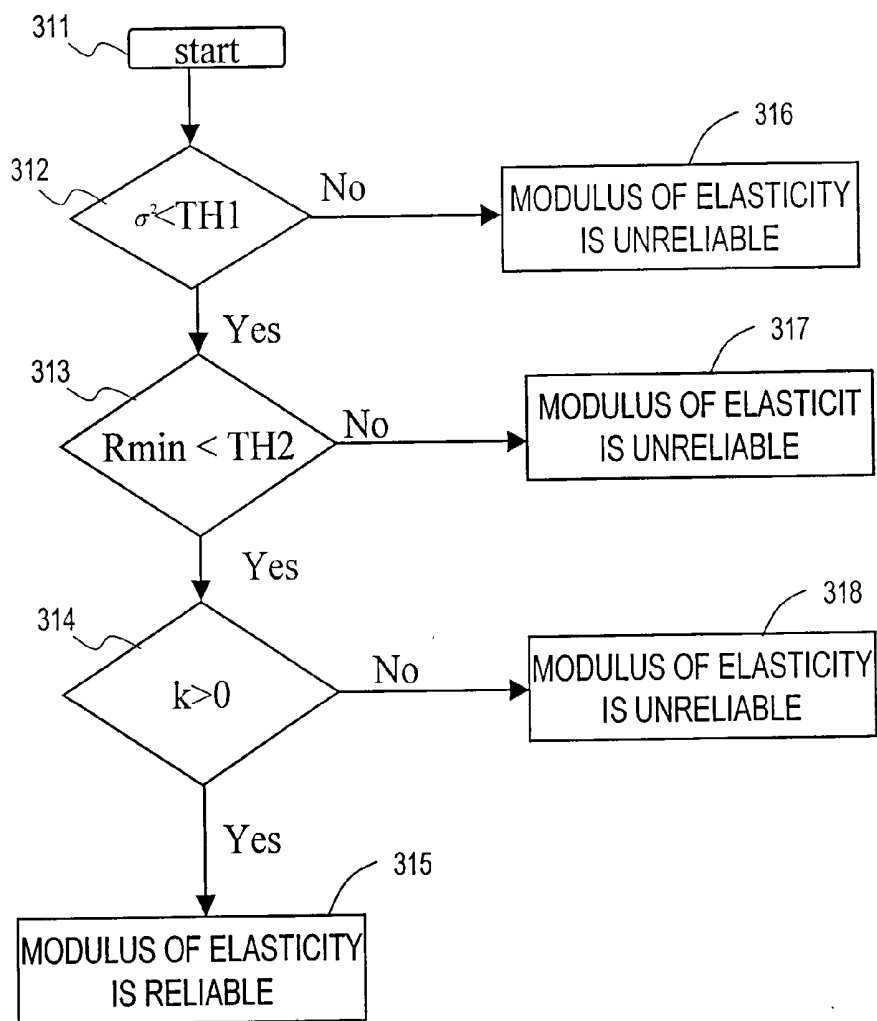 311
start
312
σ²<TH1
No
316
MODULUS OF ELASTICITY
IS UNRELIABLE
Yes
313
Rmin < TH2
No
317
MODULUS OF ELASTICIT
IS UNRELIABLE
Yes
314
k>0
No
318
MODULUS OF ELASTICITY
IS UNRELIABLE
Yes
315
MODULUS OF ELASTICITY
IS RELIABLE